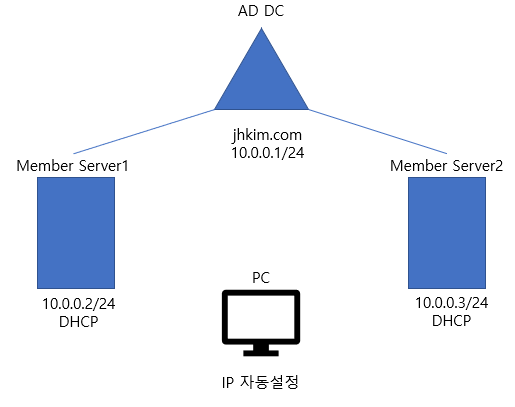 AD DC
jhkim.com
10.0.0.1/24
Member Server1
Member Server2
10.0.0.2/24
DHCP
10.0.0.3/24
DHCP
PC
IP 자동설정